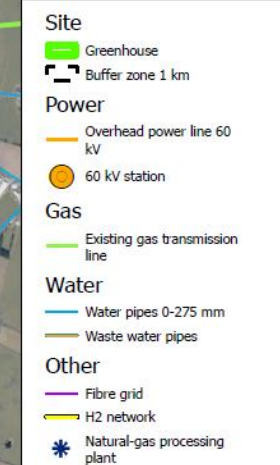 Site
Greenhouse
Buffer zone 1 km
Power
Overhead power line 60
kV
60 kV station
Gas
Existing gas transmission
line
Water
Water pipes 0-275 mm
Waste water pipes
Other
Fibre grid
H2 network
Natural-gas processing
plant